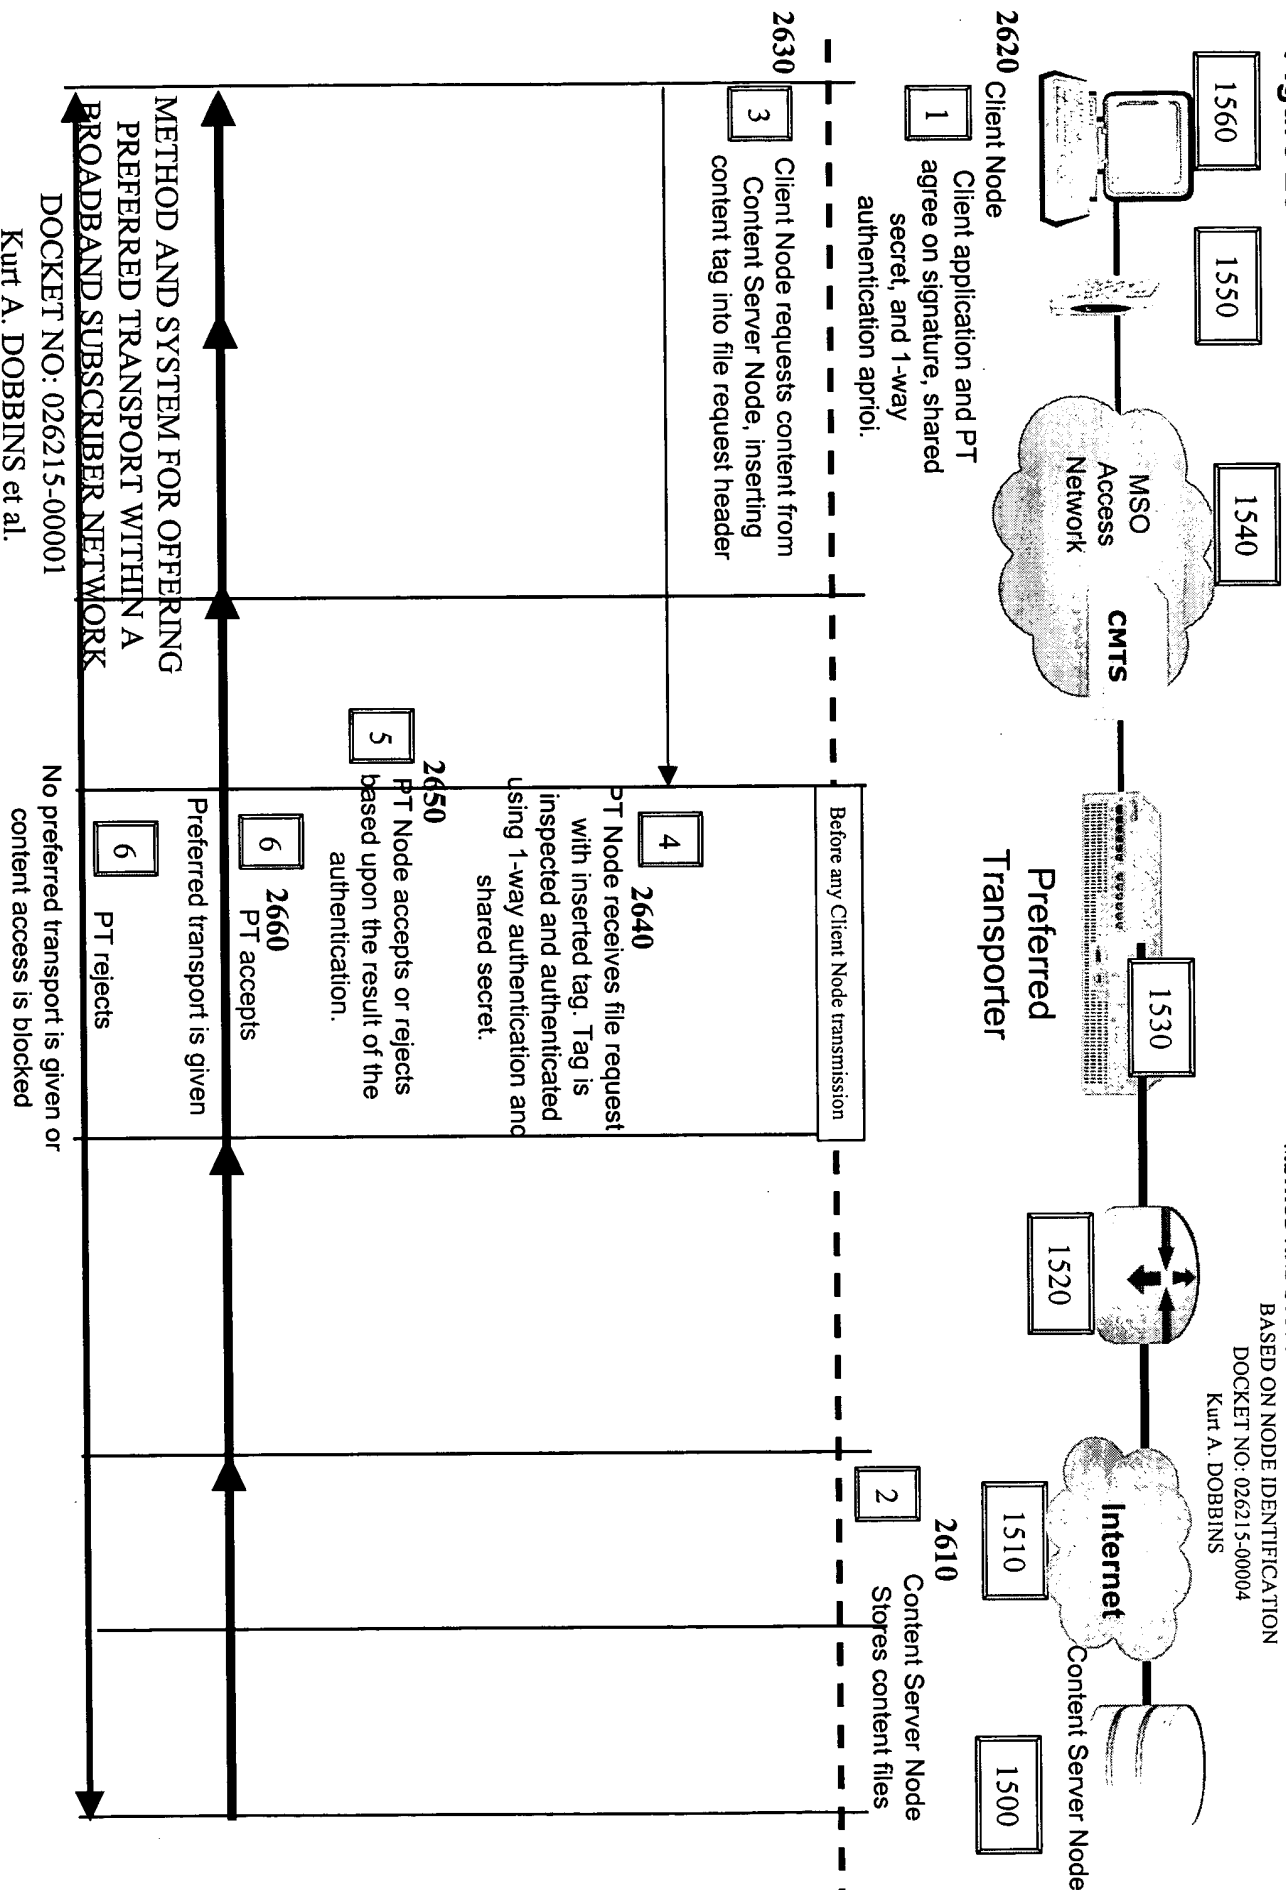 BASED ON NODE IDENTIFICATION
DOCKET NO: 026215-00004
Kurt A. DOBBINS
1560
1550
1540
MSO
Access
Network
CMTS
1530
Preferred
Transporter
1520
Internet
1510
Content Server Node
1500
2620
Client Node
1
Client application and PT
agree on signature, shared
secret, and 1-way
authentication aprioi.
2610
2
Content Server Node
Stores content files
Before any Client Node transmission
2630
3
Client Node requests content from
Content Server Node, inserting
content tag into file request header
4
2640
PT Node receives file request
with inserted tag. Tag is
inspected and authenticated
using 1-way authentication and
shared secret.
2650
5
PT Node accepts or rejects
based upon the result of the
authentication.
6
2660
PT accepts
Preferred transport is given
6
PT rejects
No preferred transport is given or
content access is blocked
METHOD AND SYSTEM FOR OFFERING
PREFERRED TRANSPORT WITHIN A
BROADBAND SUBSCRIBER NETWORK
DOCKET NO: 026215-00001
Kurt A. DOBBINS et al.